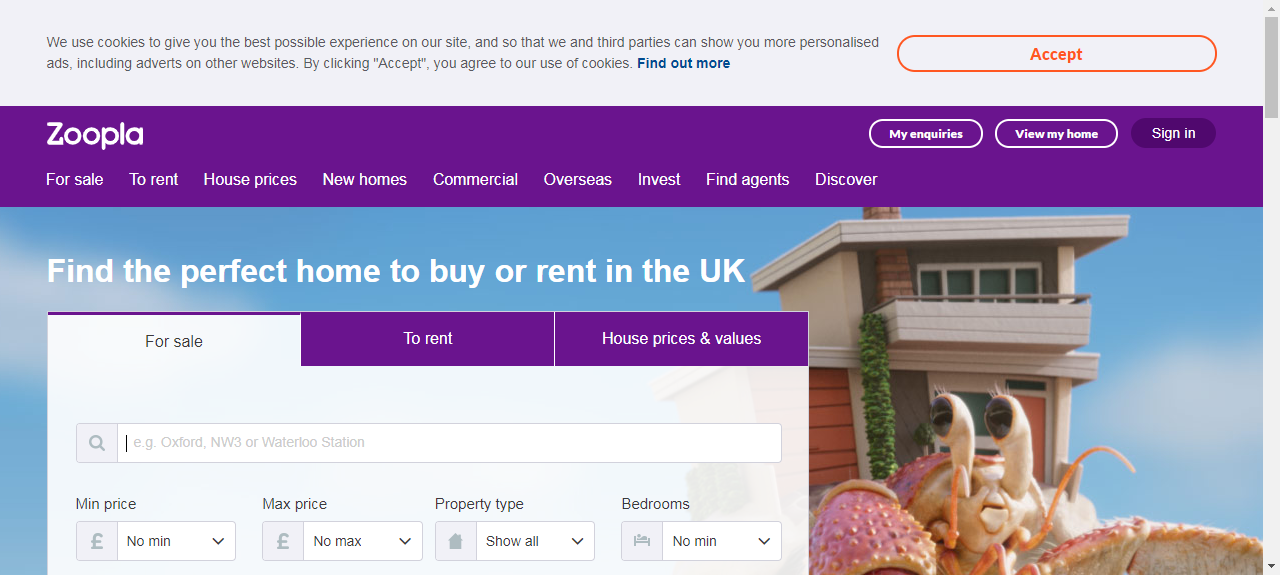 We use cookies to give you the best possible experience on our site, and so that we and third parties can show you more personalised
ads, including adverts on other websites. By clicking "Accept", you agree to our use of cookies. Find out more
Accept
Zoopla
My enquiries
View my home
Sign in
For sale To rent House prices New homes Commercial Overseas Invest Find agents Discover
Find the perfect home to buy or rent in the UK
For sale
To rent
House prices & values
e.g. Oxford, NW3 or Waterloo Station
Min price Max price Property type Bedrooms
£ No min £ No max Show all No min